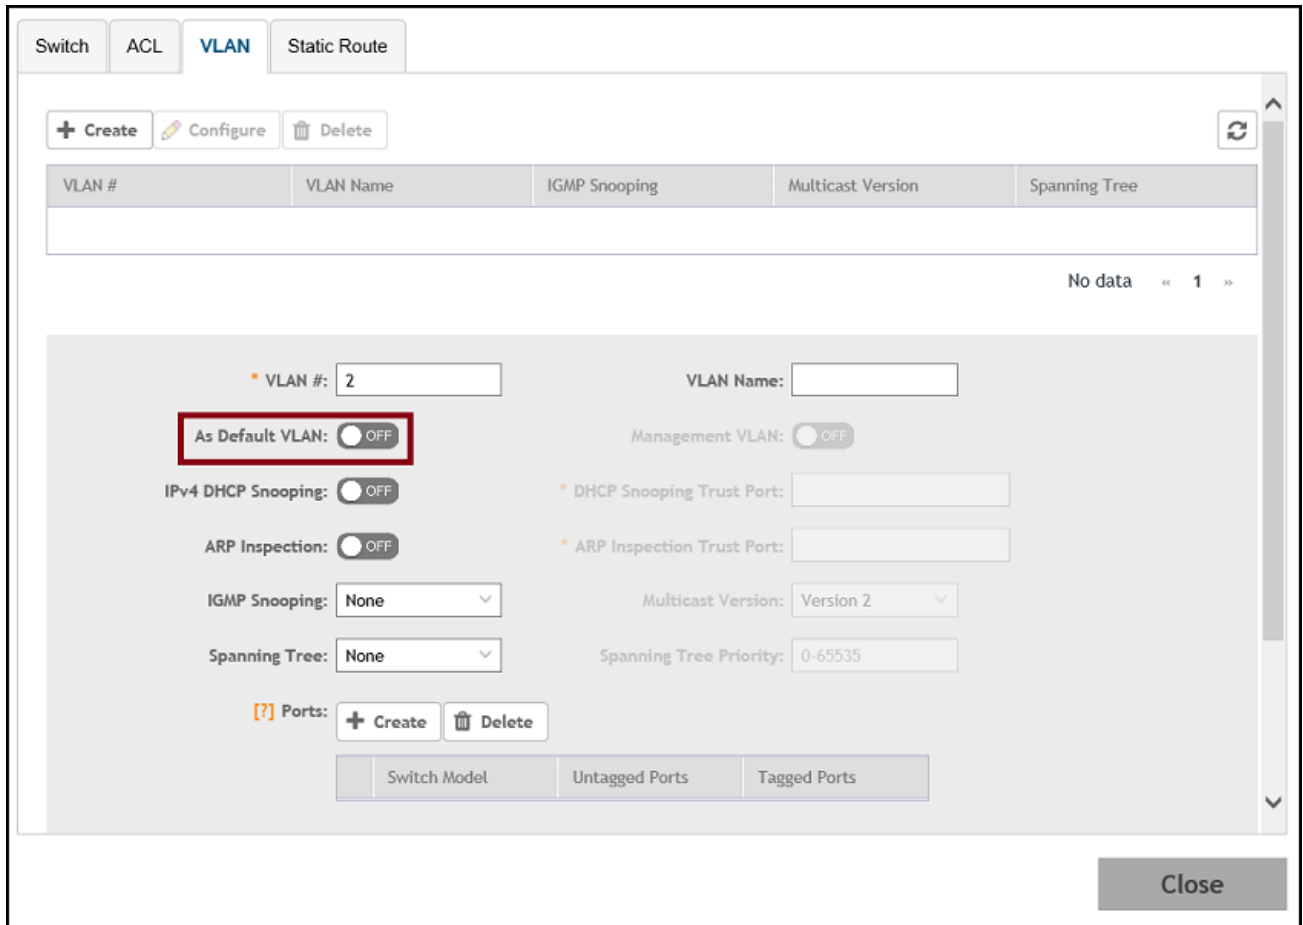 Switch ACL VLAN Static Route
Create Configure Delete
VLAN # VLAN Name IGMP Snooping Multicast Version Spanning Tree
No data « 1 »
* VLAN #: 2 VLAN Name:
As Default VLAN: OFF Management VLAN: OFF
IPv4 DHCP Snooping: OFF * DHCP Snooping Trust Port:
ARP Inspection: OFF * ARP Inspection Trust Port:
IGMP Snooping: None Multicast Version: Version 2
Spanning Tree: None Spanning Tree Priority: 0-65535
[?] Ports: Create Delete
Switch Model Untagged Ports Tagged Ports
Close